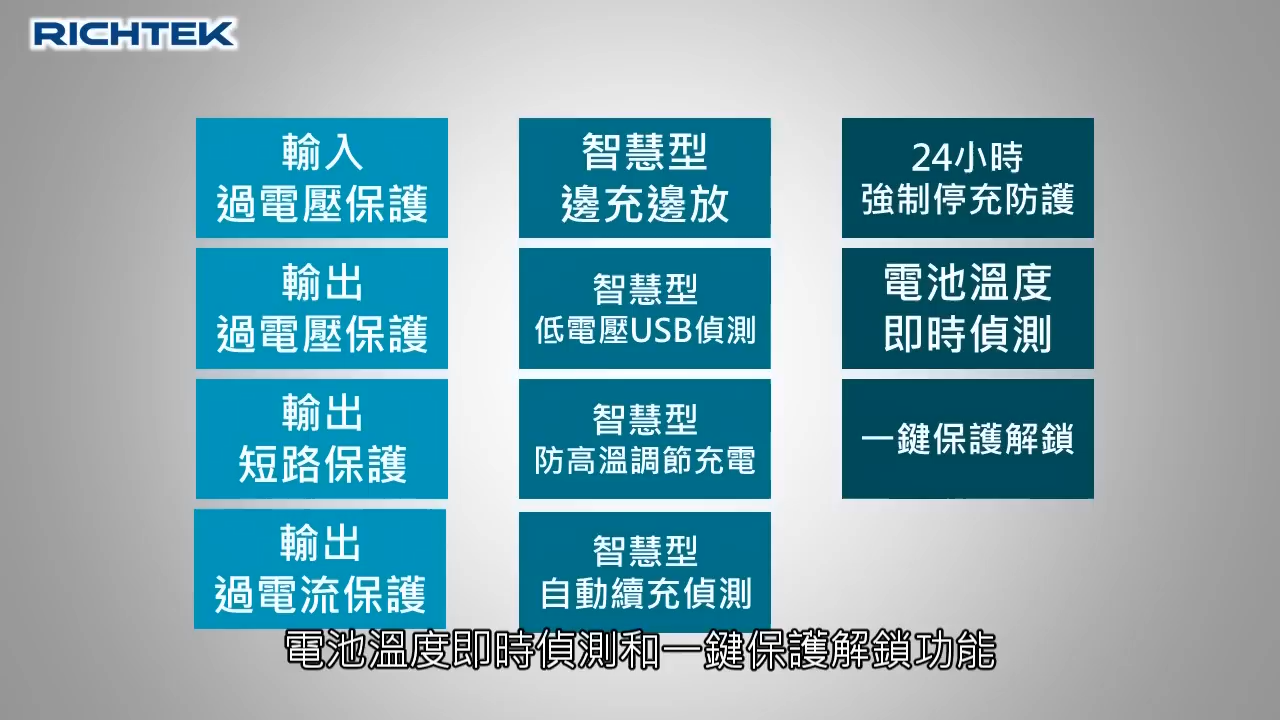 RICHTEK
輸入
過電壓保護
輸出
過電壓保護
輸出
短路保護
輸出
過電流保護
智慧型
邊充邊放
智慧型
低電壓USB偵測
智慧型
防高溫調節充電
智慧型
自動續充偵測
24小時
強制停充防護
電池溫度
即時偵測
一鍵保護解鎖
電池溫度即時偵測和一鍵保護解鎖功能